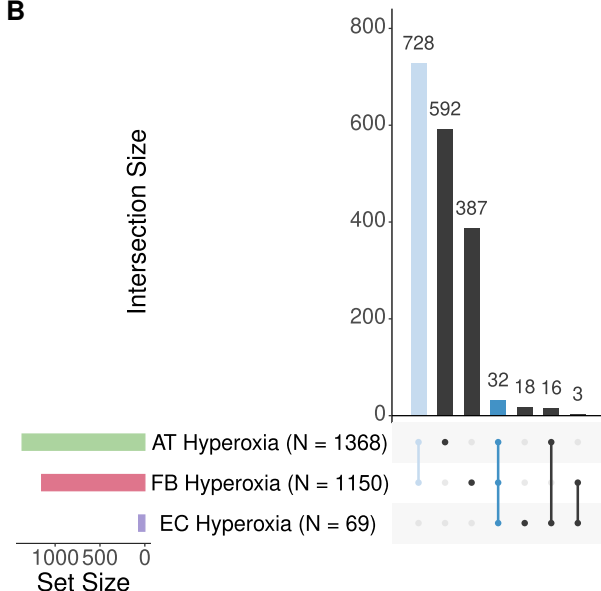 B
Intersection Size
800
600
400
200
0
728
592
387
32
18
16
3
AT Hyperoxia (N = 1368)
FB Hyperoxia (N = 1150)
EC Hyperoxia (N = 69)
1000 500 0
Set Size